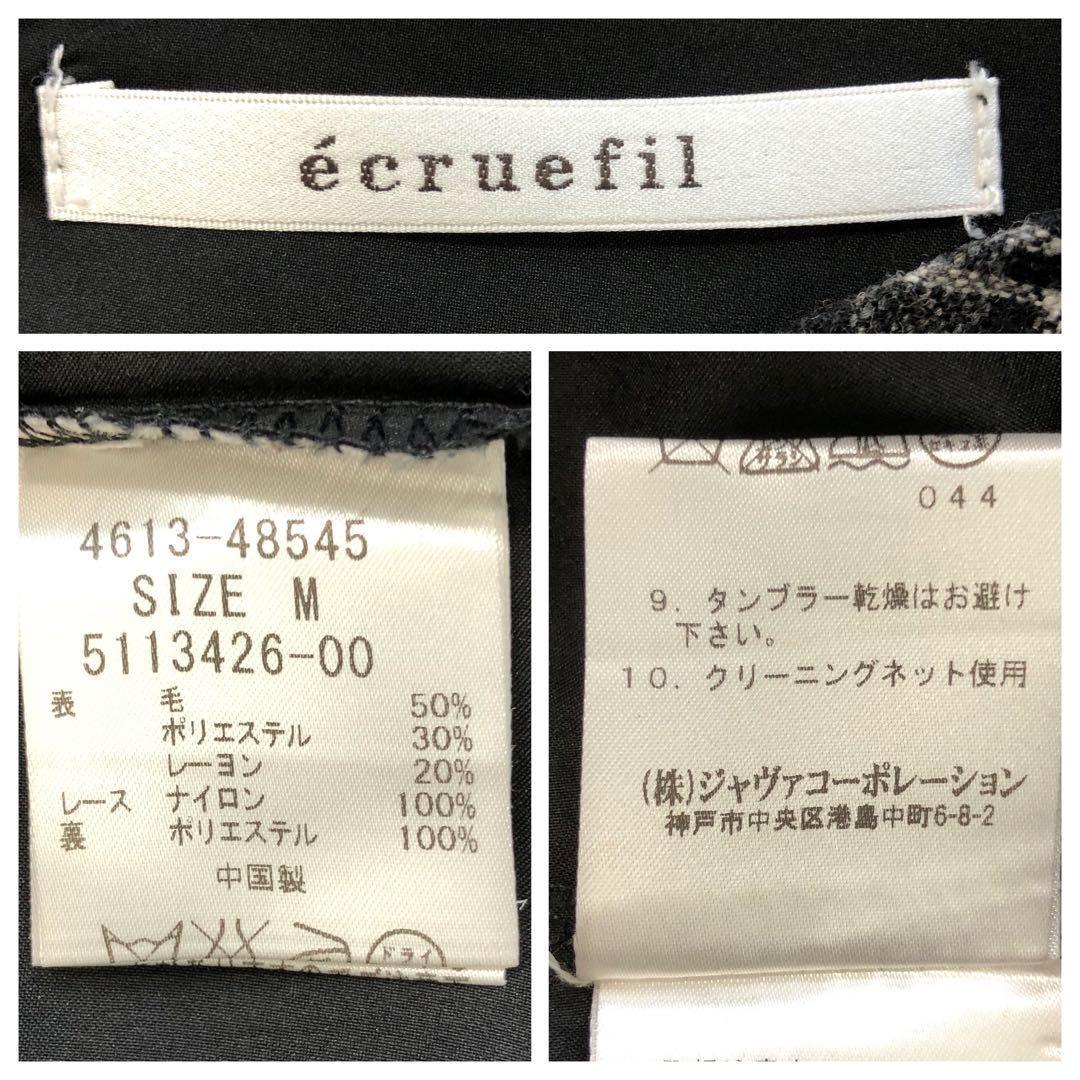 écruefil
4613-48545
SIZE M
5113426-00
表 毛 50%
ポリエステル 30%
レーヨン 20%
レース ナイロン 100%
裏 ポリエステル 100%
中国製
ドライ
044
9. タンブラー乾燥はお避け
下さい。
10. クリーニングネット使用
(株)ジャヴァコーポレーション
神戸市中央区港島中町6-8-2